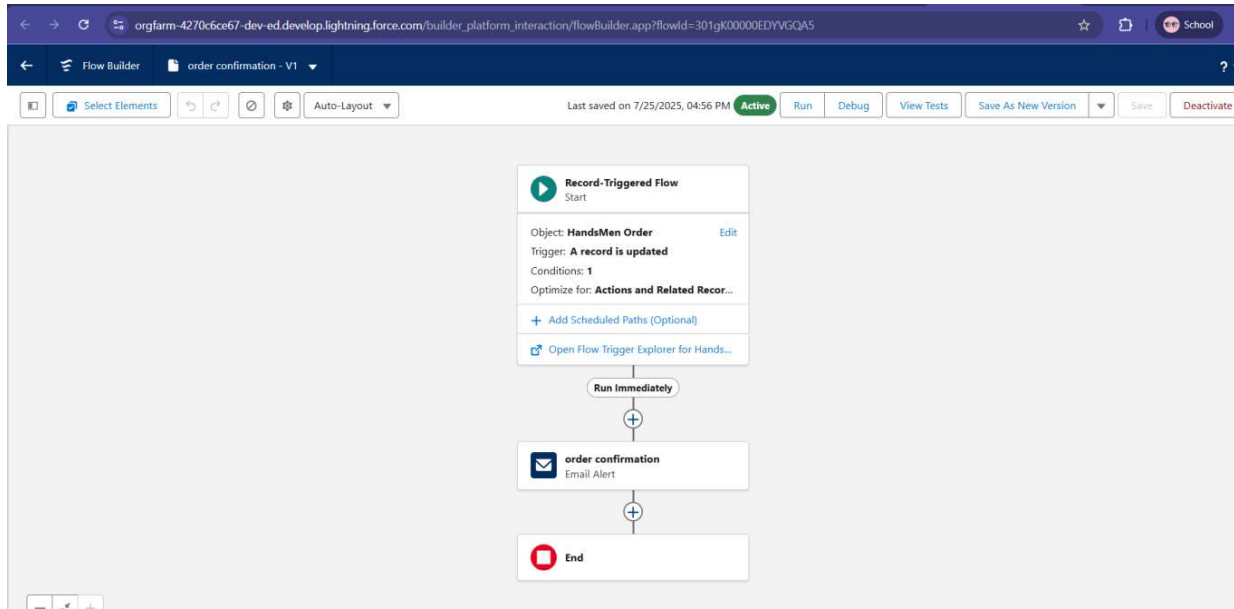 orgfarm-4270c6ce67-dev-ed.develop.lightning.force.com/builder_platform_interaction/flowBuilder.app?flowId=301gK00000EDYVGQA5 School
Flow Builder order confirmation - V1 ?
Select Elements Auto-Layout Last saved on 7/25/2025, 04:56 PM Active Run Debug View Tests Save As New Version Save Deactivate
Record-Triggered Flow
Start
Object: HandsMen Order Edit
Trigger: A record is updated
Conditions: 1
Optimize for: Actions and Related Recor...
+ Add Scheduled Paths (Optional)
Open Flow Trigger Explorer for Hands...
Run Immediately
order confirmation
Email Alert
End